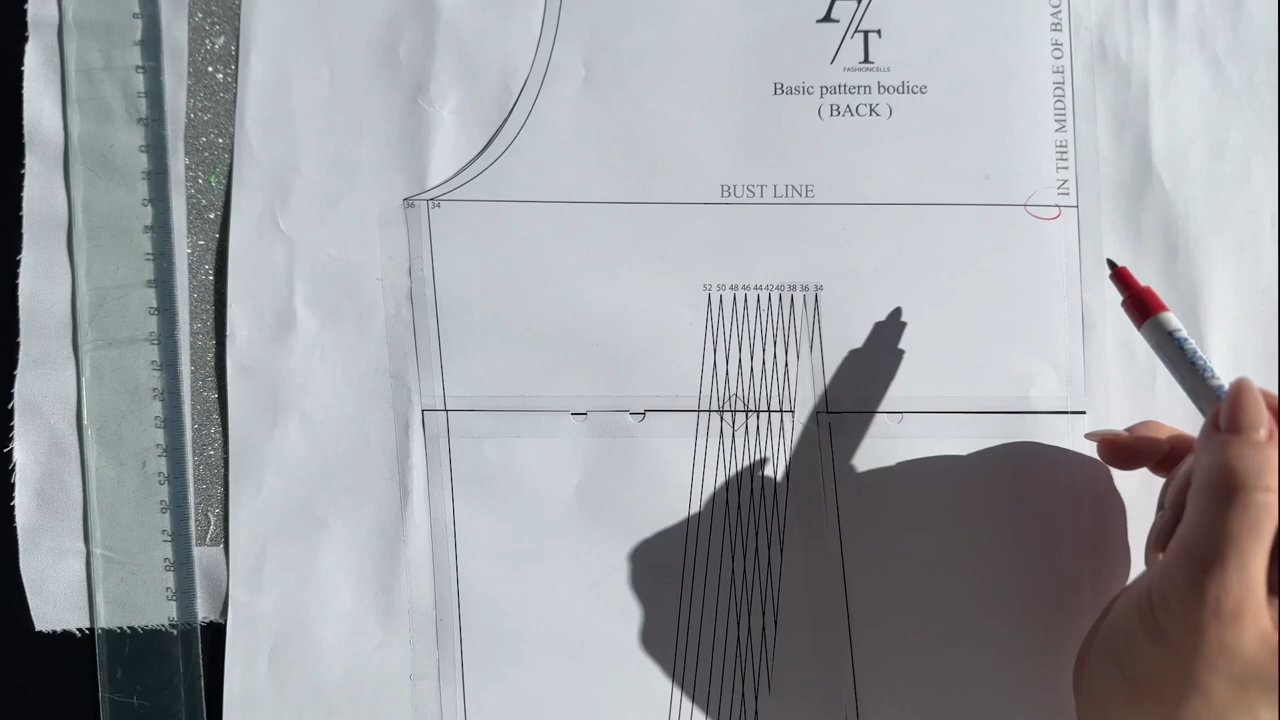 A/T
FASHIONCELLS
Basic pattern bodice
( BACK )
IN THE MIDDLE OF BAC
BUST LINE
36 34
52 50 48 46 44 42 40 38 36 34